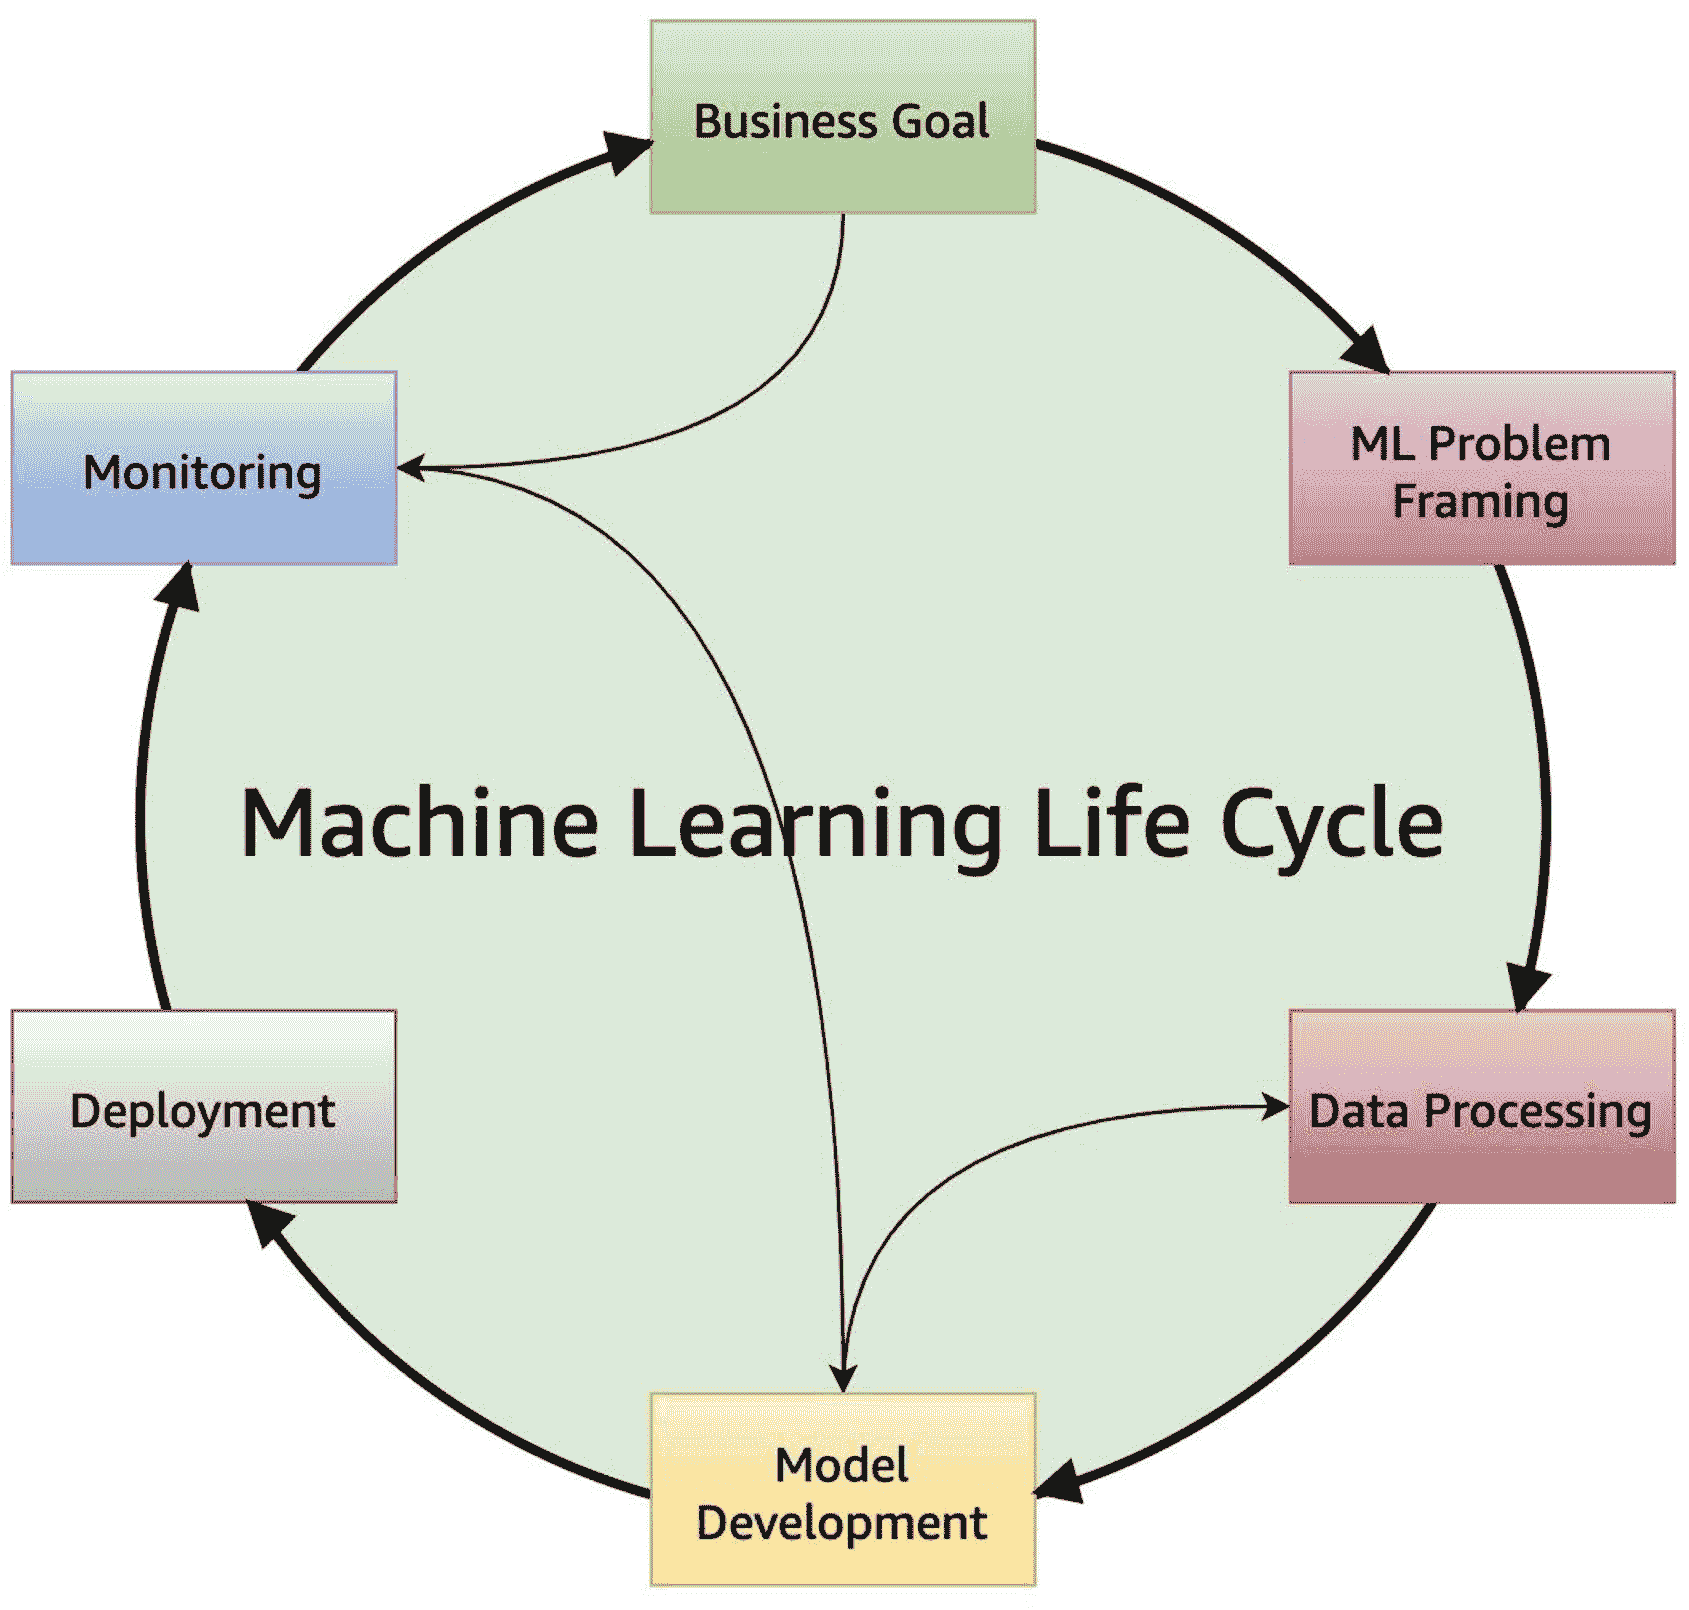 Business Goal
Monitoring
ML Problem
Framing
Machine Learning Life Cycle
Deployment
Data Processing
Model
Development